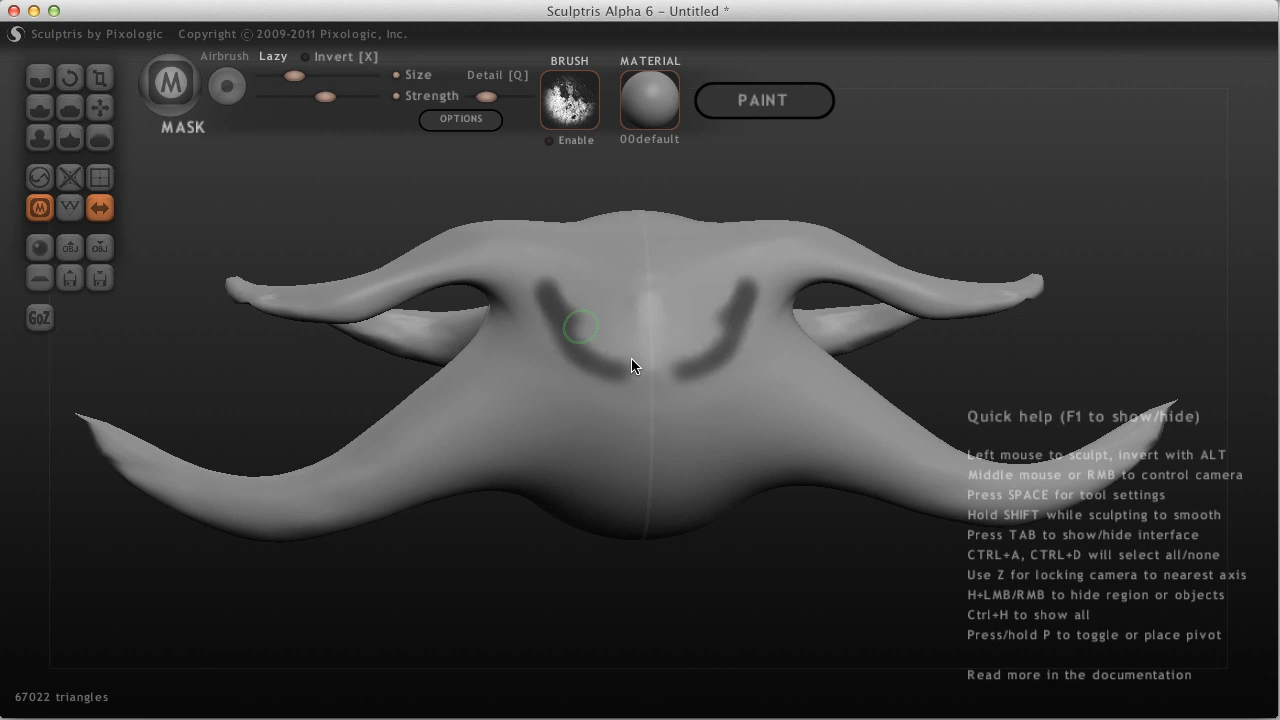 Sculptris Alpha 6 - Untitled *
Sculptris by Pixologic Copyright © 2009-2011 Pixologic, Inc.
Airbrush Lazy Invert [X]
Size Detail [Q]
Strength
OPTIONS
M
MASK
BRUSH
Enable
MATERIAL
00default
PAINT
M
OBJ OBJ
GoZ
Quick help (F1 to show/hide)
Left mouse to sculpt, invert with ALT
Middle mouse or RMB to control camera
Press SPACE for tool settings
Hold SHIFT while sculpting to smooth
Press TAB to show/hide interface
CTRL+A, CTRL+D will select all/none
Use Z for locking camera to nearest axis
H+LMB/RMB to hide region or objects
Ctrl+H to show all
Press/hold P to toggle or place pivot
Read more in the documentation
67022 triangles